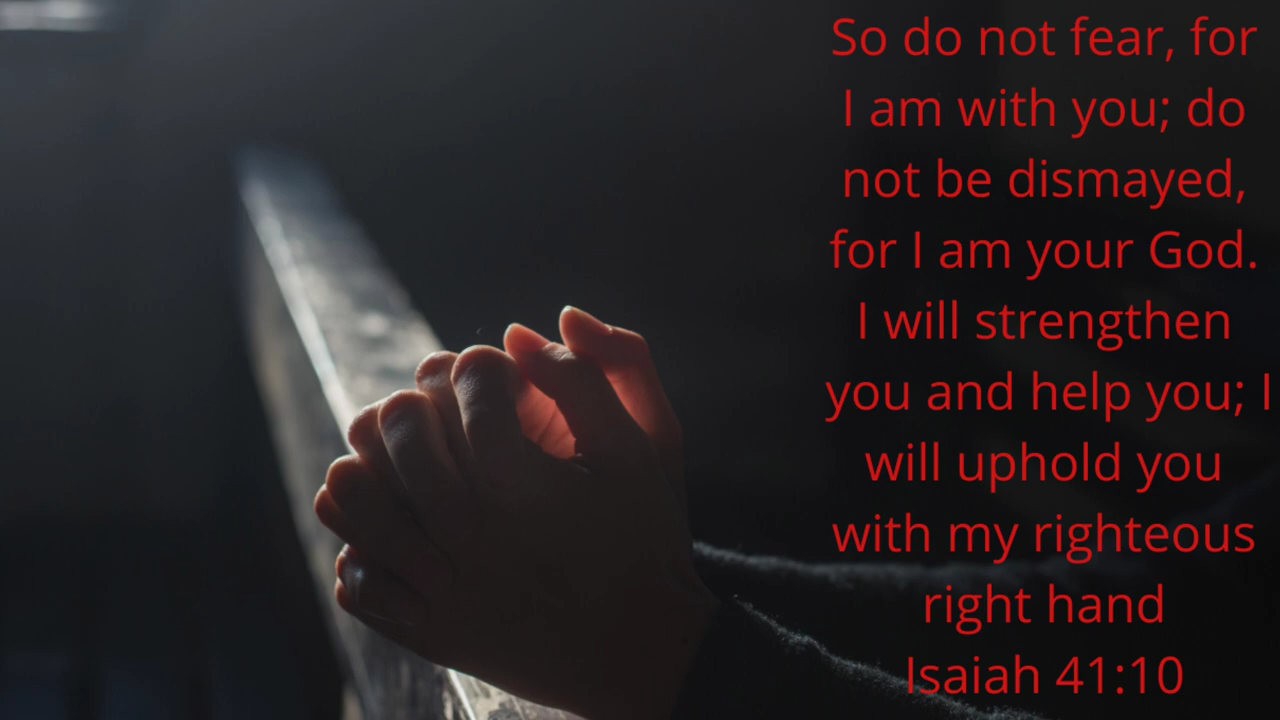 So do not fear, for
I am with you; do
not be dismayed,
for I am your God.
I will strengthen
you and help you; I
will uphold you
with my righteous
right hand
Isaiah 41:10